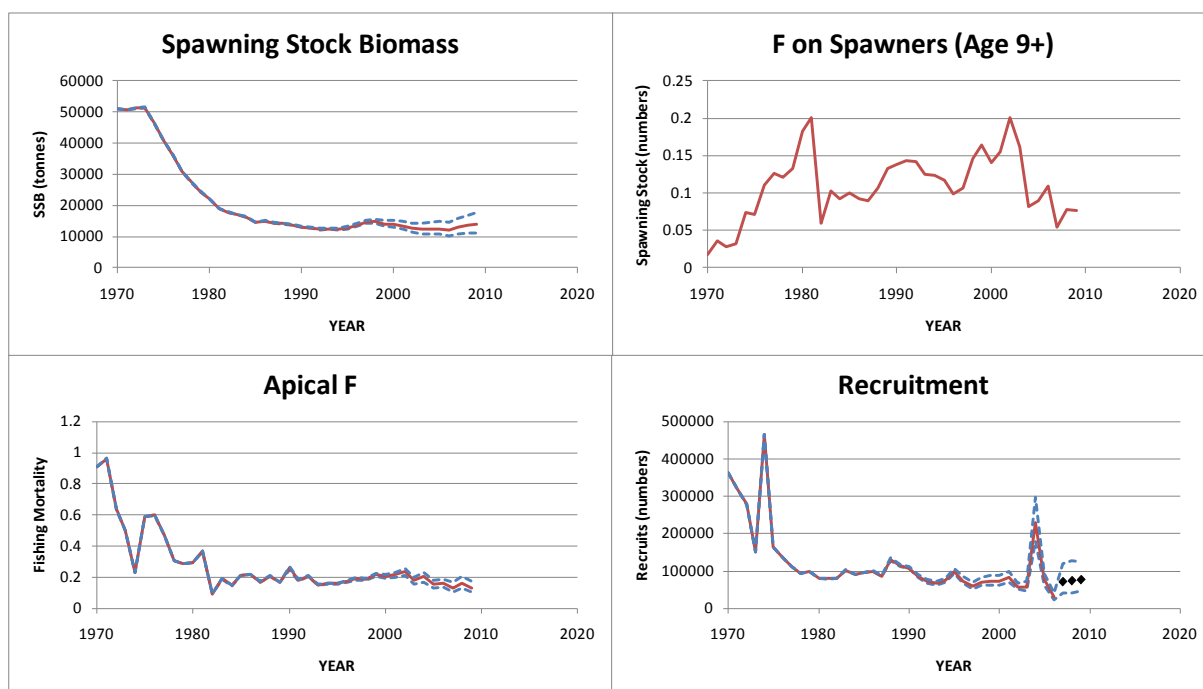 Spawning Stock Biomass
SSB (tonnes)
60000
50000
40000
30000
20000
10000
0
1970 1980 1990 2000 2010 2020
YEAR
F on Spawners (Age 9+)
Spawning Stock (numbers)
0.25
0.2
0.15
0.1
0.05
0
1970 1980 1990 2000 2010 2020
YEAR
Apical F
Fishing Mortality
1.2
1
0.8
0.6
0.4
0.2
0
1970 1980 1990 2000 2010 2020
YEAR
Recruitment
Recruits (numbers)
500000
400000
300000
200000
100000
0
1970 1980 1990 2000 2010 2020
YEAR